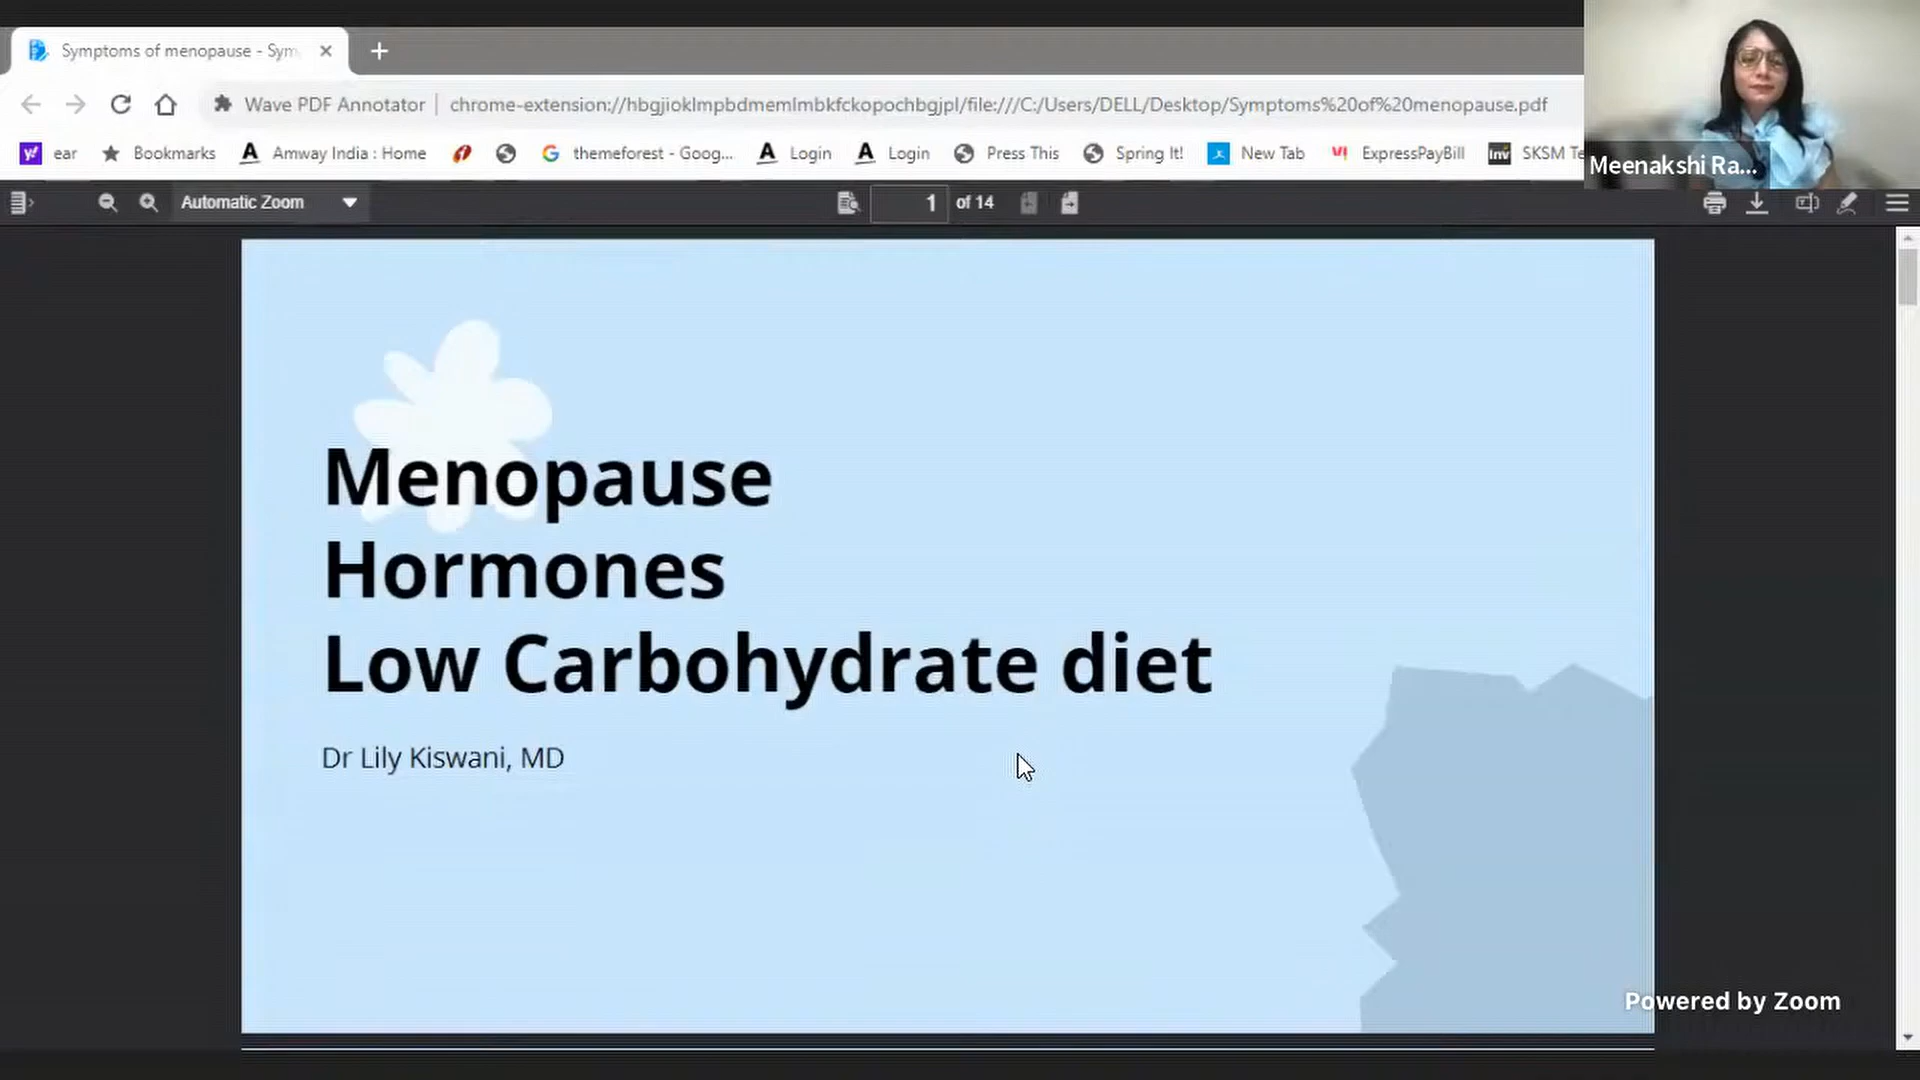 Symptoms of menopause - Sym
Wave PDF Annotator
chrome-extension://hbgjioklmpbdmemlmbkfckopochbgjpl/file:///C:/Users/DELL/Desktop/Symptoms%20of%20menopause.pdf
ear
Bookmarks
Amway India : Home
themeforest - Goog...
Login
Login
Press This
Spring It!
New Tab
ExpressPayBill
Inv
SKSM Te
Meenakshi Ra...
Automatic Zoom
1
of 14
Menopause
Hormones
Low Carbohydrate diet
Dr Lily Kiswani, MD
Powered by Zoom